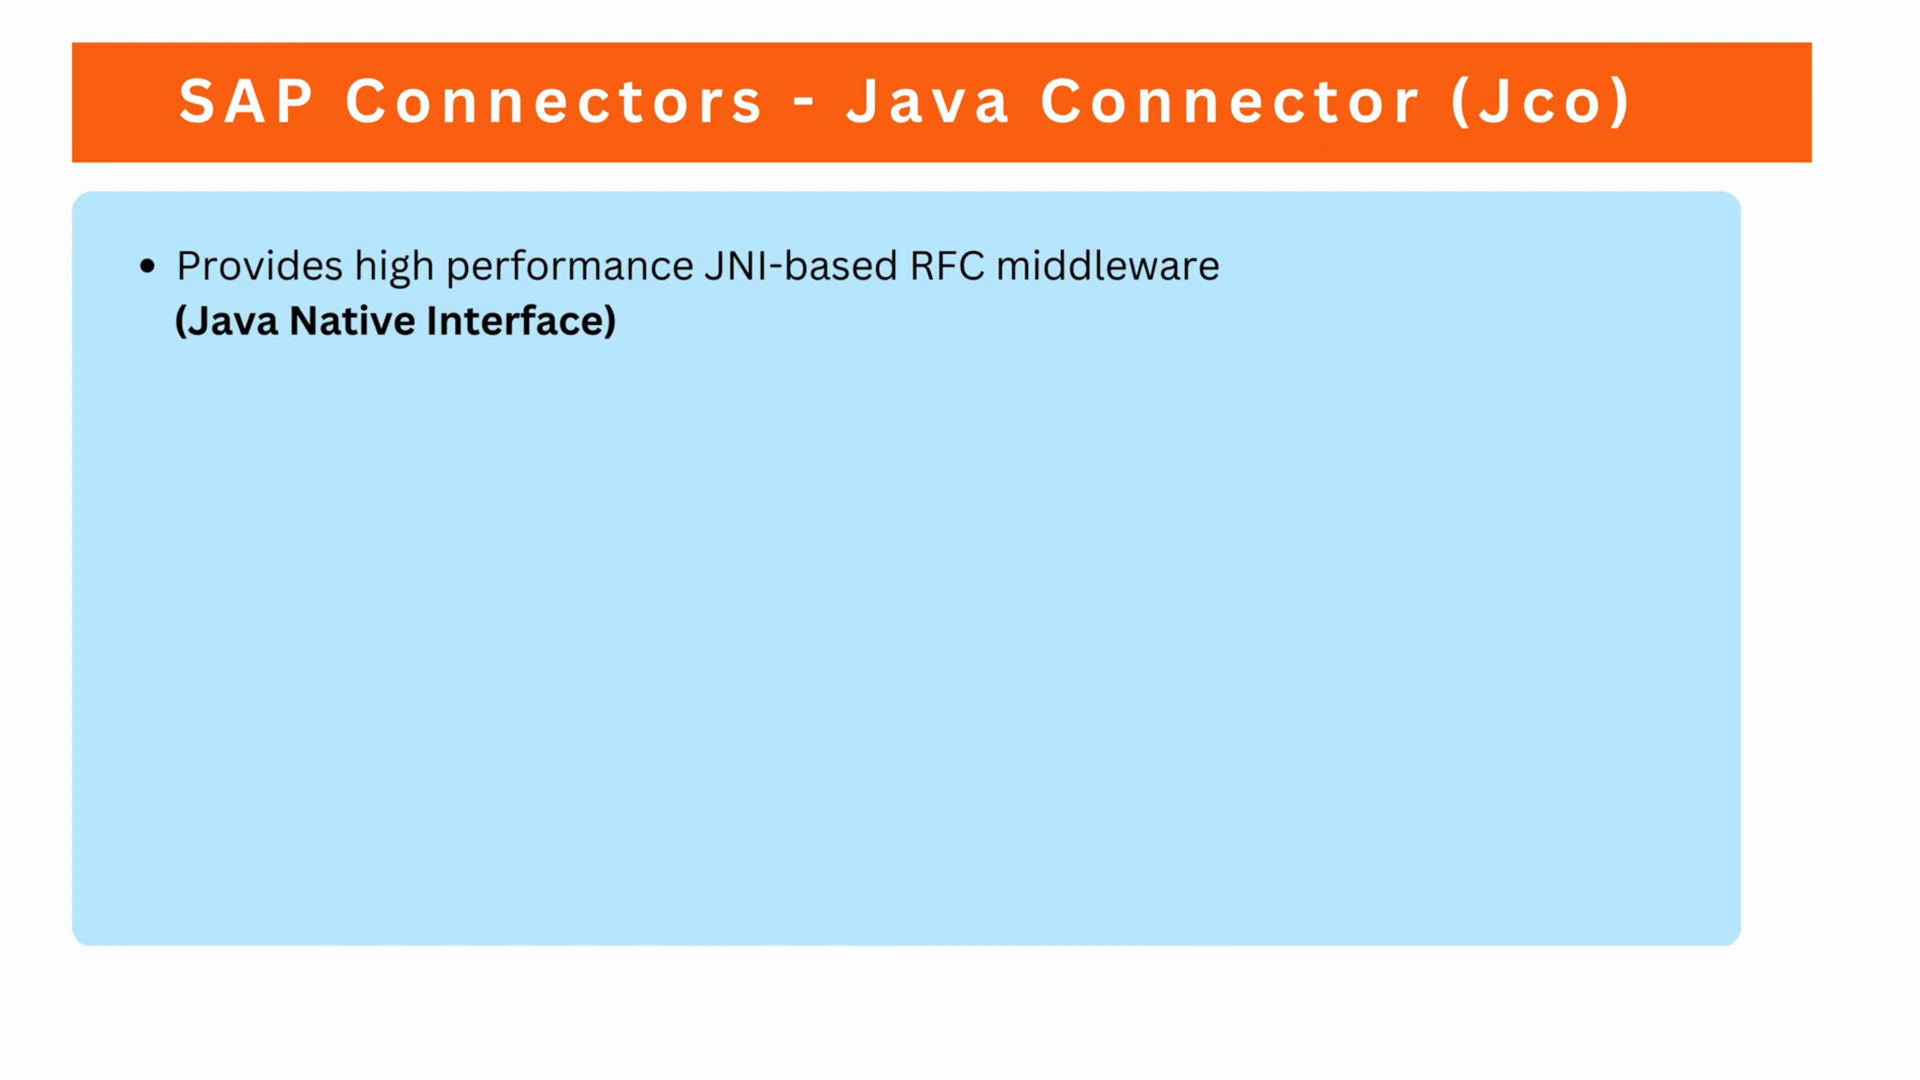 SAP Connectors - Java Connector (Jco)
• Provides high performance JNI-based RFC middleware
(Java Native Interface)